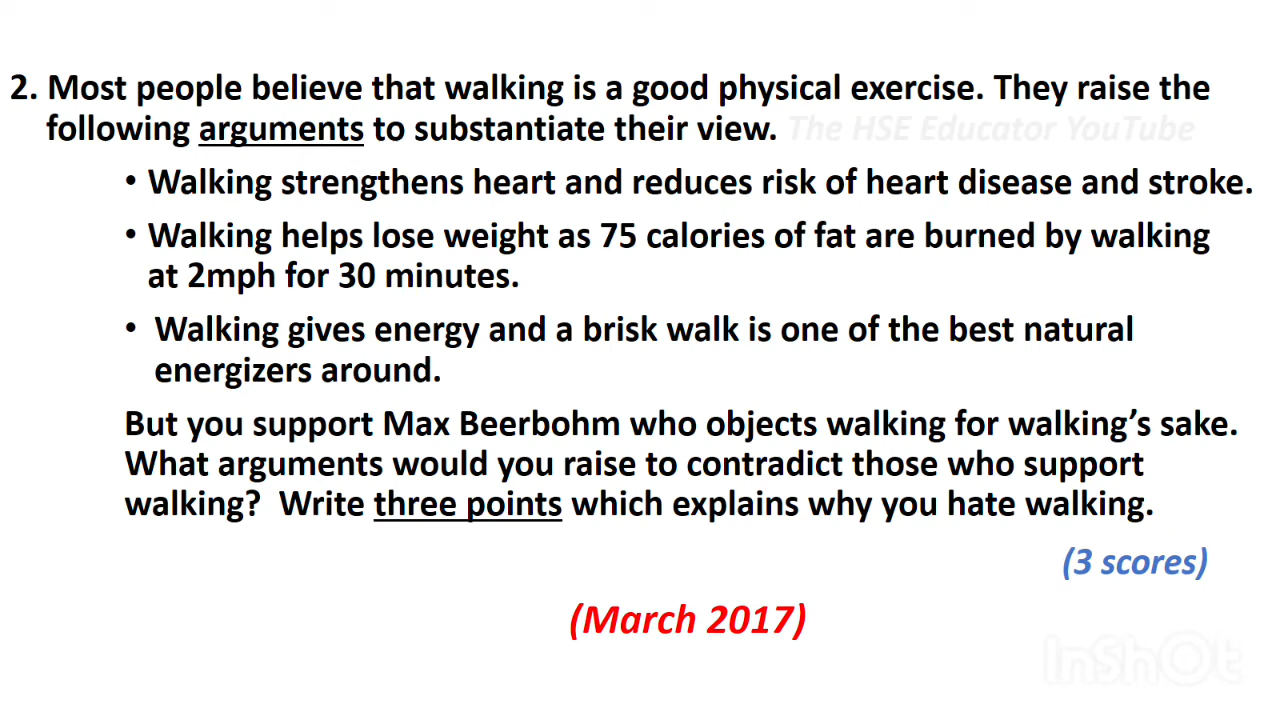 2. Most people believe that walking is a good physical exercise. They raise the
following arguments to substantiate their view. The HSE Educator YouTube
• Walking strengthens heart and reduces risk of heart disease and stroke.
• Walking helps lose weight as 75 calories of fat are burned by walking
at 2mph for 30 minutes.
• Walking gives energy and a brisk walk is one of the best natural
energizers around.
But you support Max Beerbohm who objects walking for walking’s sake.
What arguments would you raise to contradict those who support
walking? Write three points which explains why you hate walking.
(3 scores)
(March 2017)
InShOt